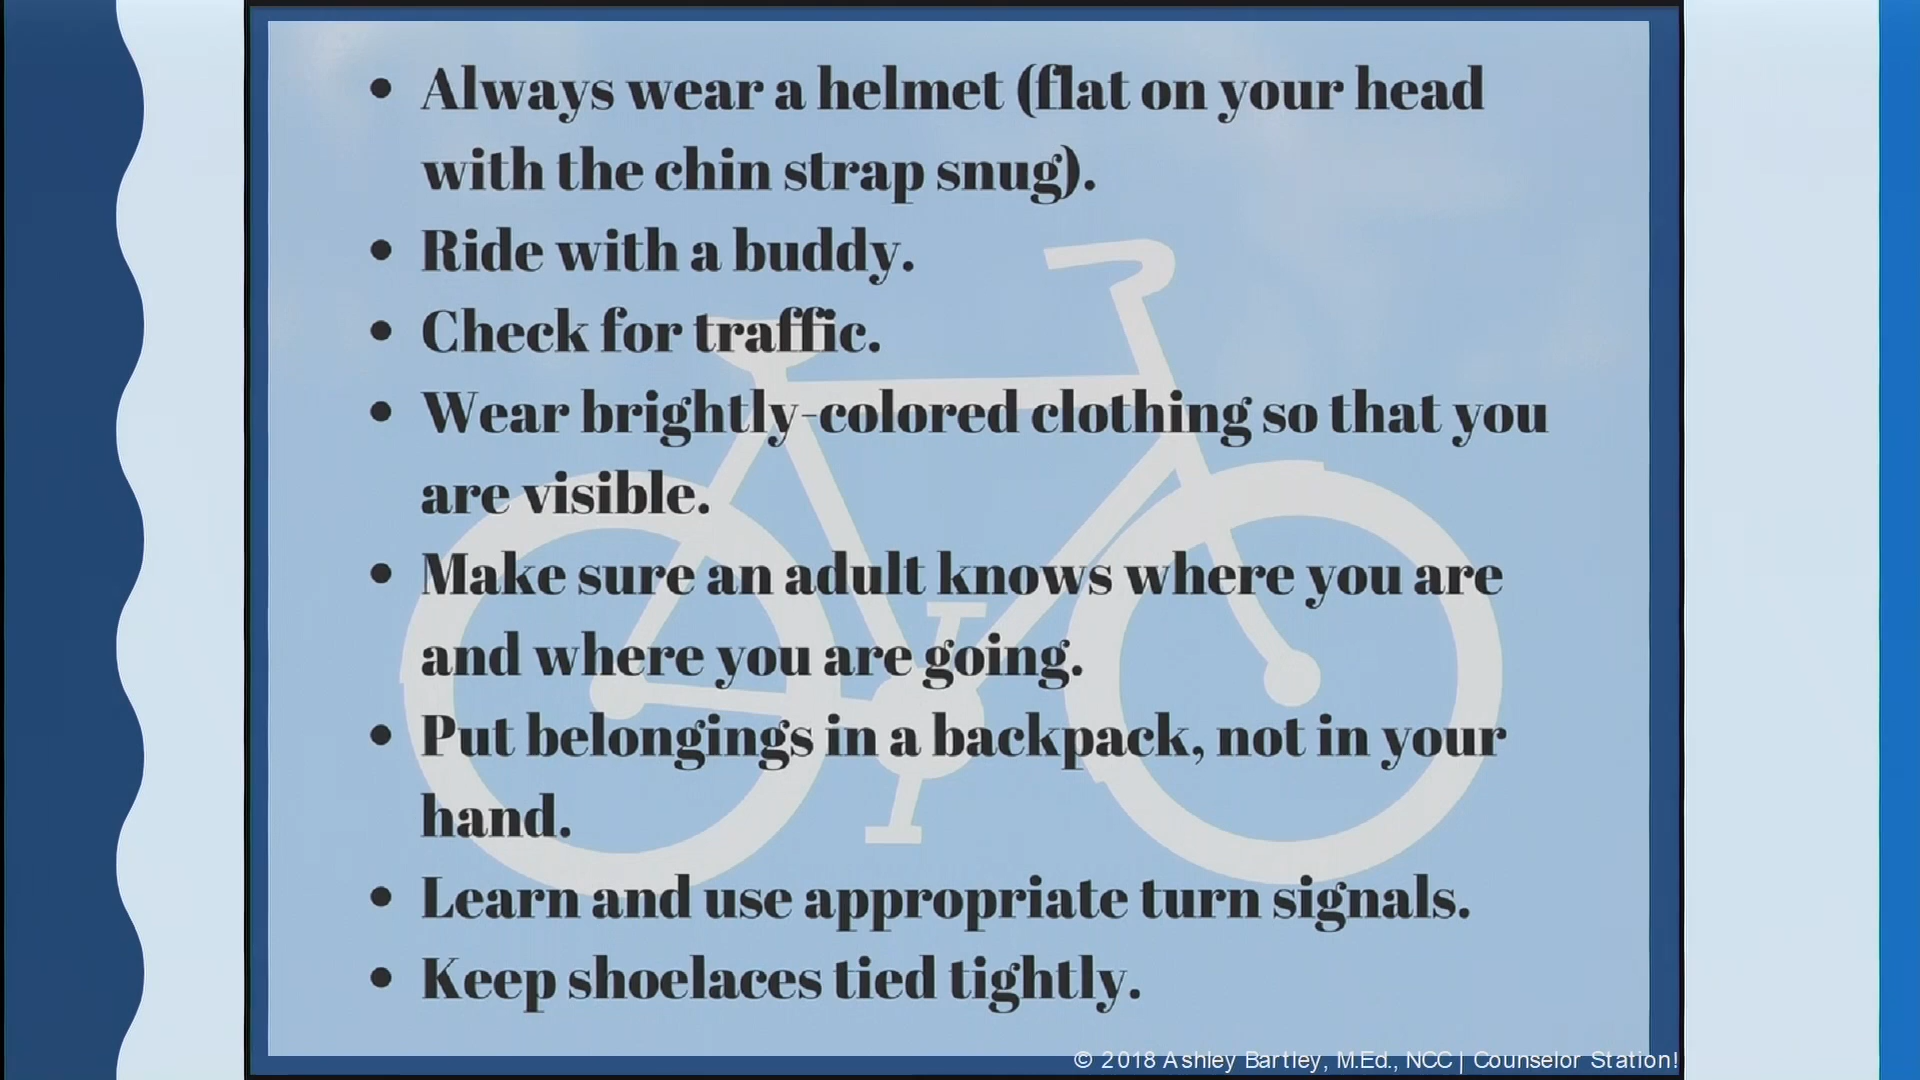 • Always wear a helmet (flat on your head
with the chin strap snug).
• Ride with a buddy.
• Check for traffic.
• Wear brightly-colored clothing so that you
are visible.
• Make sure an adult knows where you are
and where you are going.
• Put belongings in a backpack, not in your
hand.
• Learn and use appropriate turn signals.
• Keep shoelaces tied tightly.
© 2018 Ashley Bartley, M.Ed., NCC | Counselor Station!